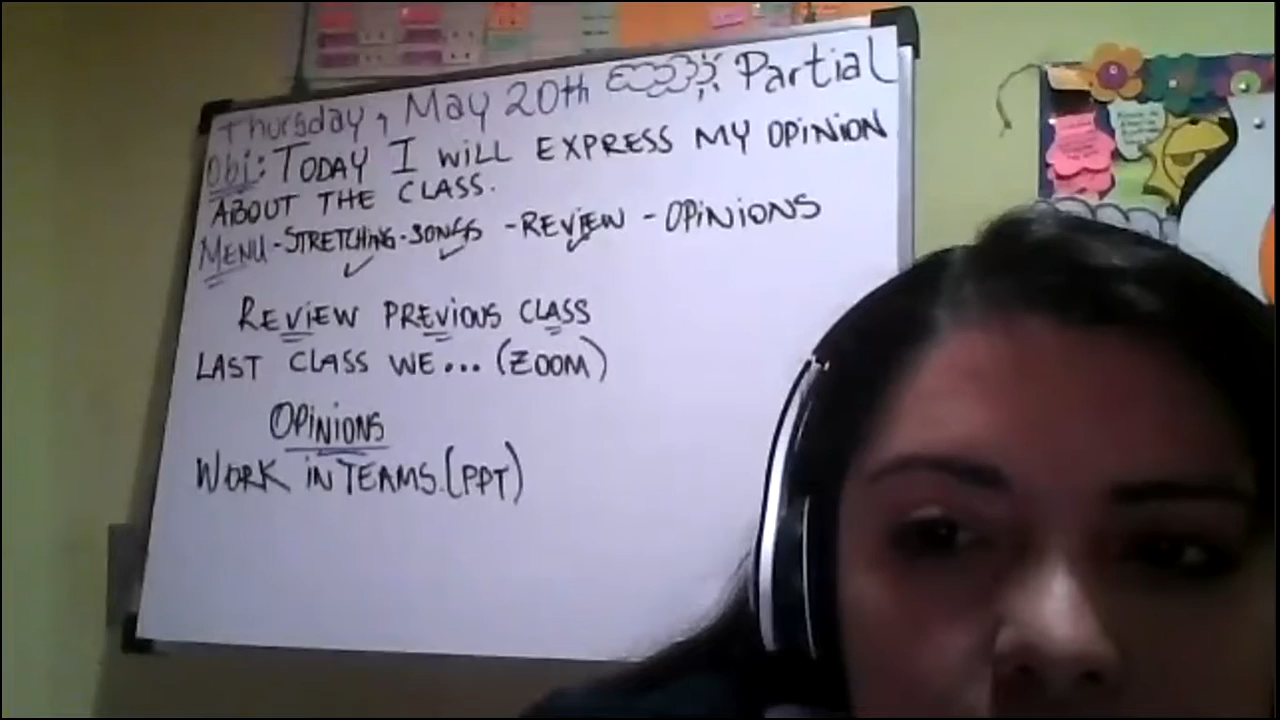 Thursday, May 20th Partial
Obj: TODAY I WILL EXPRESS MY OPINION
ABOUT THE CLASS.
MENU -STRETCHING -SONGS -REVIEW -OPINIONS
REVIEW PREVIOUS CLASS
LAST CLASS WE... (ZOOM)
OPINIONS
WORK IN TEAMS.(PPT)